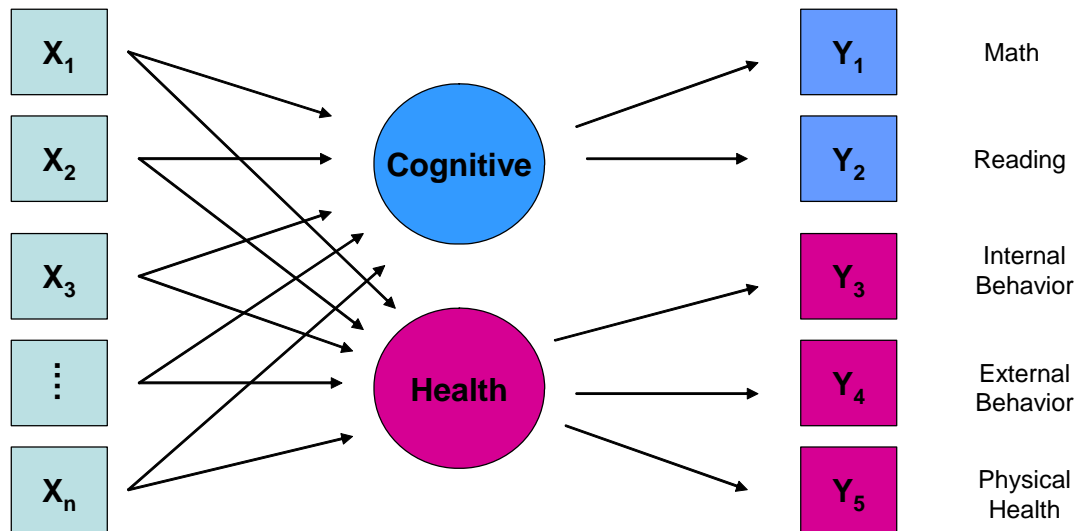 X₁
X₂
X₃
⋮
Xₙ
Cognitive
Health
Y₁
Y₂
Y₃
Y₄
Y₅
Math
Reading
Internal
Behavior
External
Behavior
Physical
Health